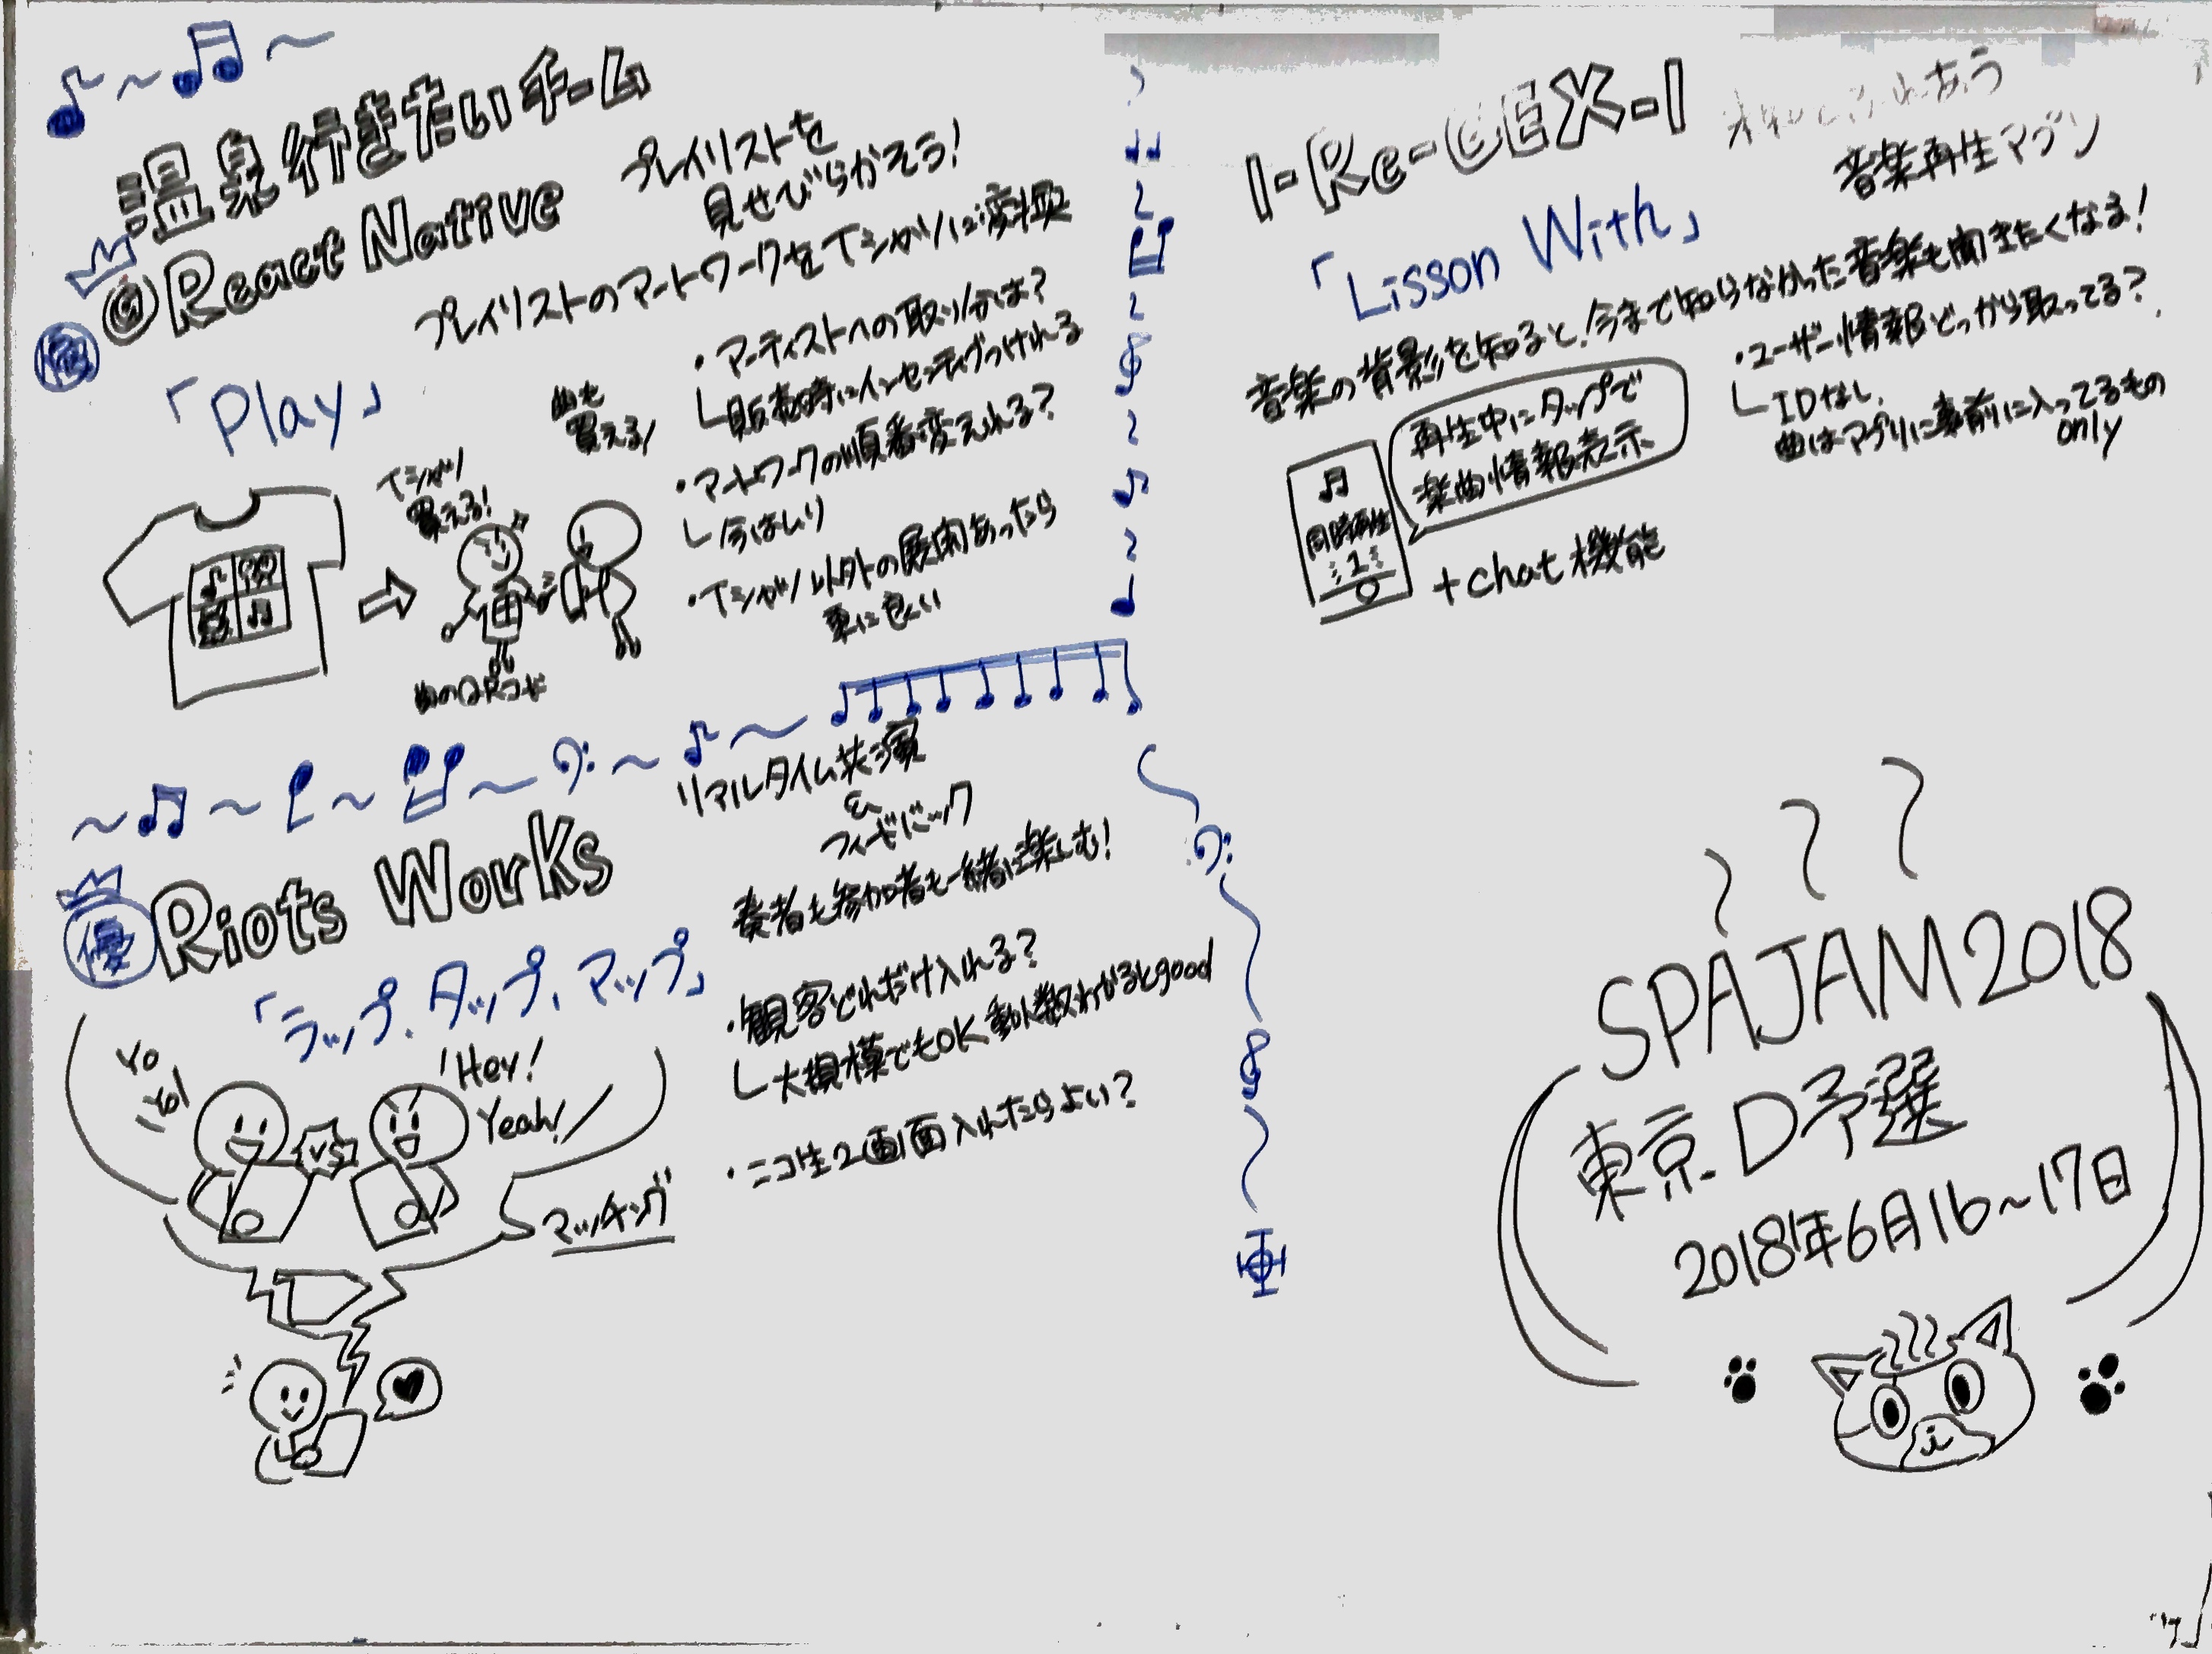 温泉行きたいチーム
@React Native
プレイリストを
見せびらかそう!
プレイリストのアートワークをTシャツに変換
「Play」
・アーティストへの取り分は?
└販売時にインセンティブつけれる
・アートワークの順番変えれる?
└今はムリ
・Tシャツ以外の展開あったら
更に良い
Tシャツ
買える!
曲も
買える!
曲のQRコード
リアルタイム共演
&
フィードバック
優
Riots Works
奏者も参加者も一緒に楽しむ!
「ラップ、タップ、マップ」
・観客どれだけ入れる?
└大規模でもOK 動いた数わかるとgood
・ニコ生2画面入れたらよい?
Yo
Yo!
VS
Hey!
Yeah!
マッチング
1-Re-CEX-1
音楽再生アプリ
「Lisson With」
音楽の背景を知ると、今まで知らなかった音楽も聞きたくなる!
・ユーザー情報どっから取ってる?
└IDなし、
曲はアプリに事前に入ってるもの
only
再生中にタップで
楽曲情報表示
同時再生
1
+chat機能
SPAJAM2018
東京D予選
2018年6月16~17日